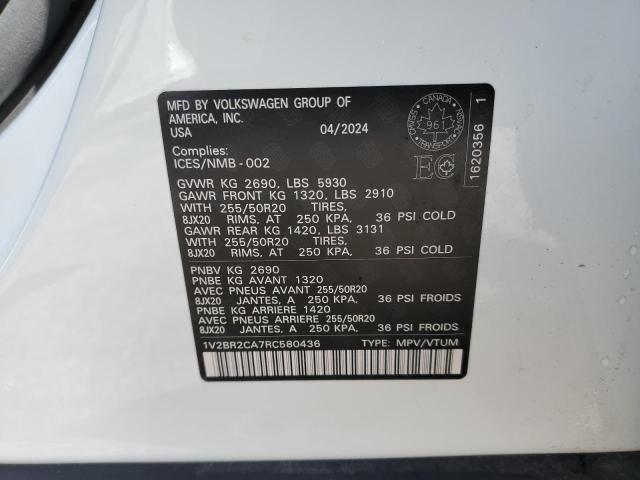 MFD BY VOLKSWAGEN GROUP OF
AMERICA, INC.
USA 04/2024
Complies:
ICES/NMB-002
CANADA
961
TRANSPORT
EC
1620356 1
GVWR KG 2690, LBS 5930
GAWR FRONT KG 1320, LBS 2910
WITH 255/50R20 TIRES,
8JX20 RIMS, AT 250 KPA, 36 PSI COLD
GAWR REAR KG 1420, LBS 3131
WITH 255/50R20 TIRES,
8JX20 RIMS, AT 250 KPA, 36 PSI COLD
PNBV KG 2690
PNBE KG AVANT 1320
AVEC PNEUS AVANT 255/50R20
8JX20 JANTES, A 250 KPA, 36 PSI FROIDS
PNBE KG ARRIERE 1420
AVEC PNEUS ARRIERE 255/50R20
8JX20 JANTES, A 250 KPA, 36 PSI FROIDS
1V2BR2CA7RC580436 TYPE: MPV/VTUM